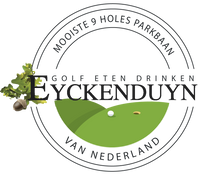 MOOISTE 9 HOLES PARKBAAN
GOLF ETEN DRINKEN
EYCKENDUYN
VAN NEDERLAND